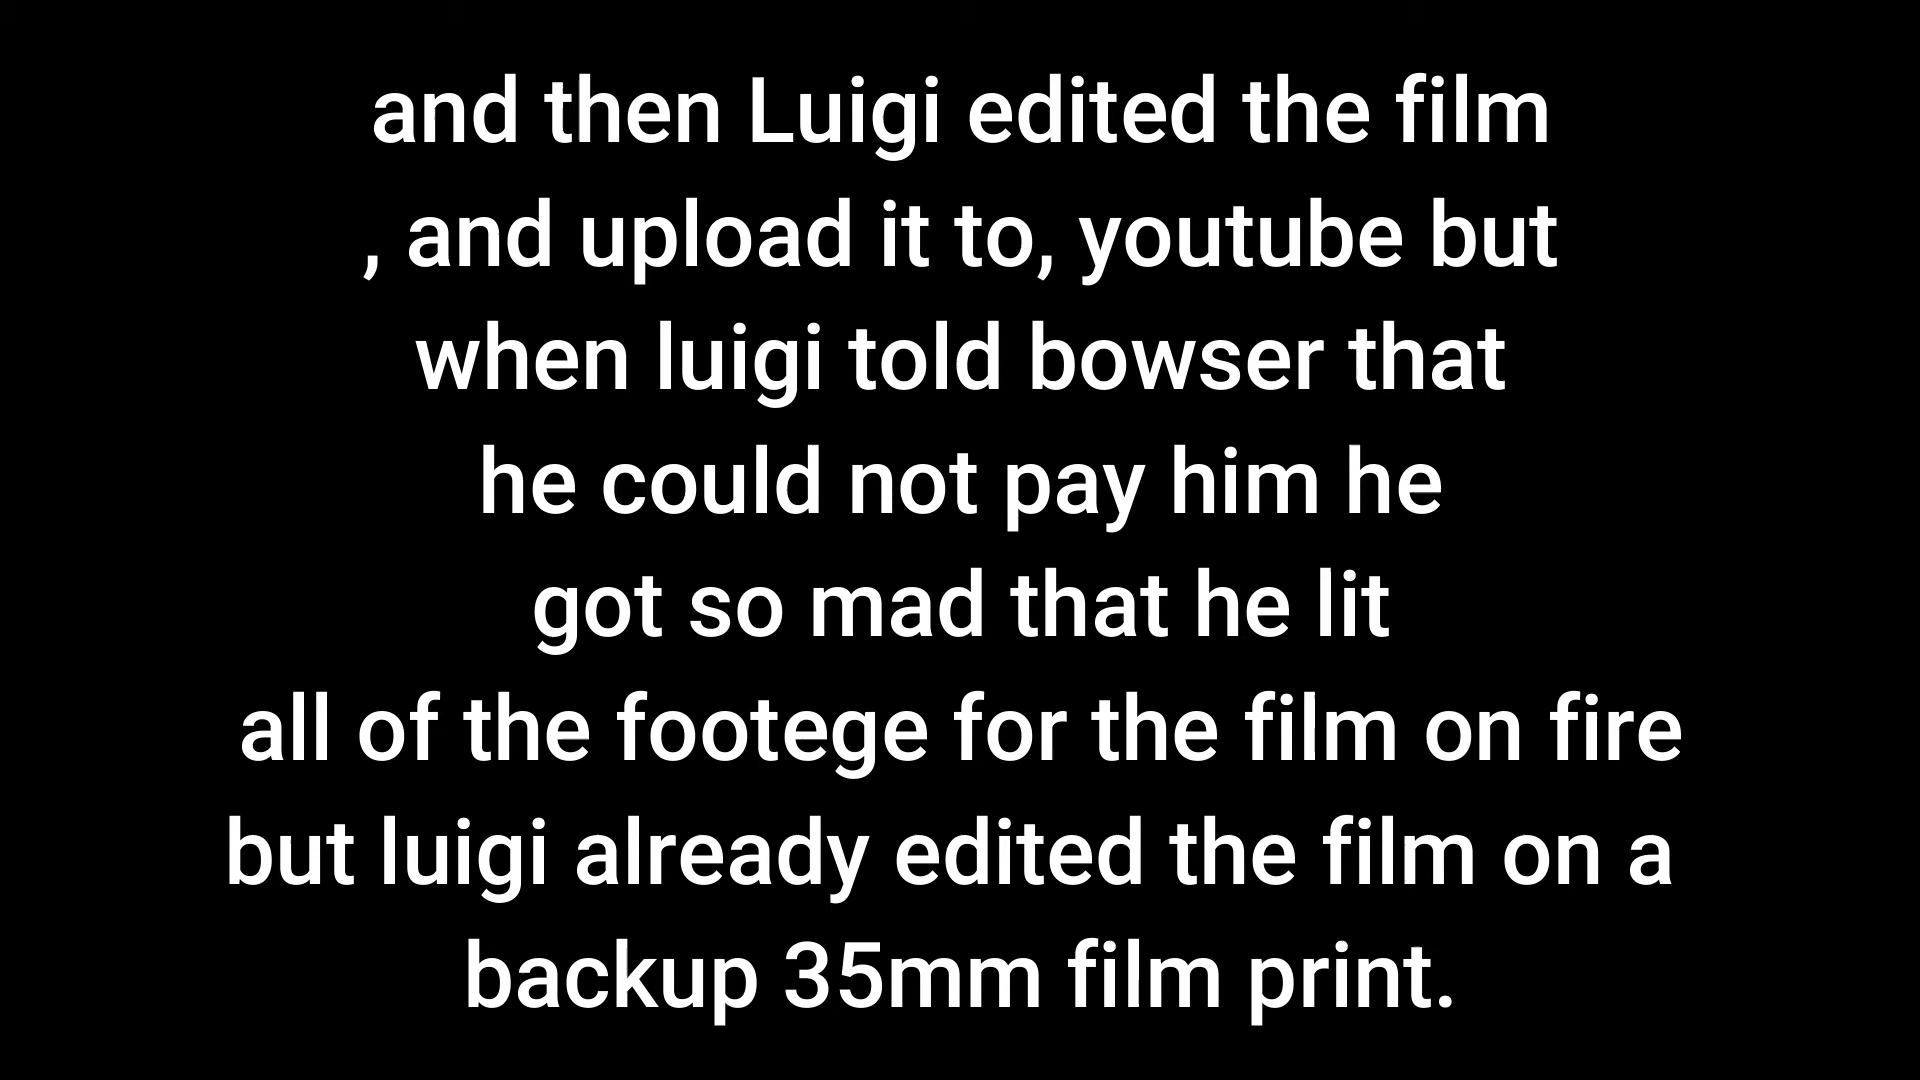 and then Luigi edited the film
, and upload it to, youtube but
when luigi told bowser that
he could not pay him he
got so mad that he lit
all of the footege for the film on fire
but luigi already edited the film on a
backup 35mm film print.